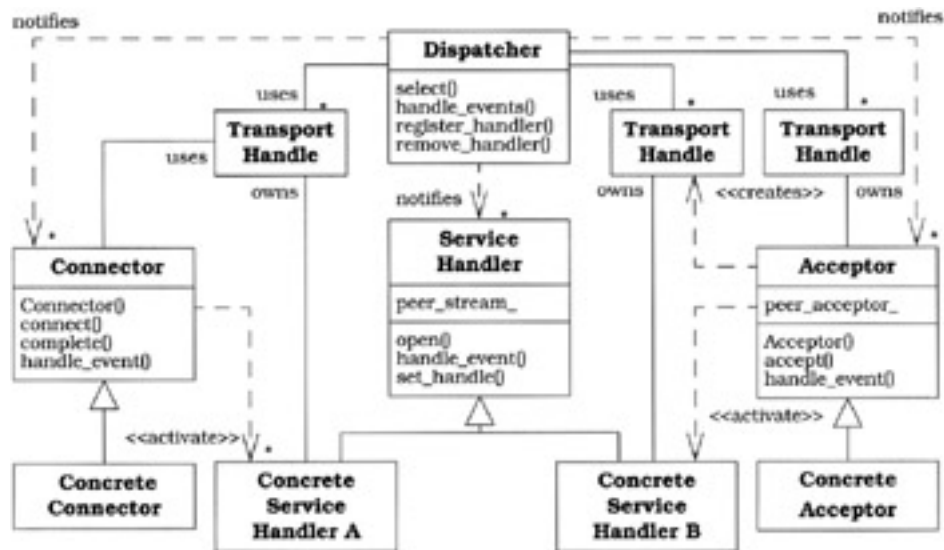 notifies
notifies
Dispatcher
select()
handle_events()
register_handler()
remove_handler()
uses
*
uses
*
uses
*
Transport
Handle
Transport
Handle
Transport
Handle
uses
owns
notifies
*
owns
<<creates>>
owns
*
*
Connector
Connector()
connect()
complete()
handle_event()
Service
Handler
peer_stream_
open()
handle_event()
set_handle()
Acceptor
peer_acceptor_
Acceptor()
accept()
handle_event()
<<activate>>
*
<<activate>>
Concrete
Connector
Concrete
Service
Handler A
Concrete
Service
Handler B
Concrete
Acceptor